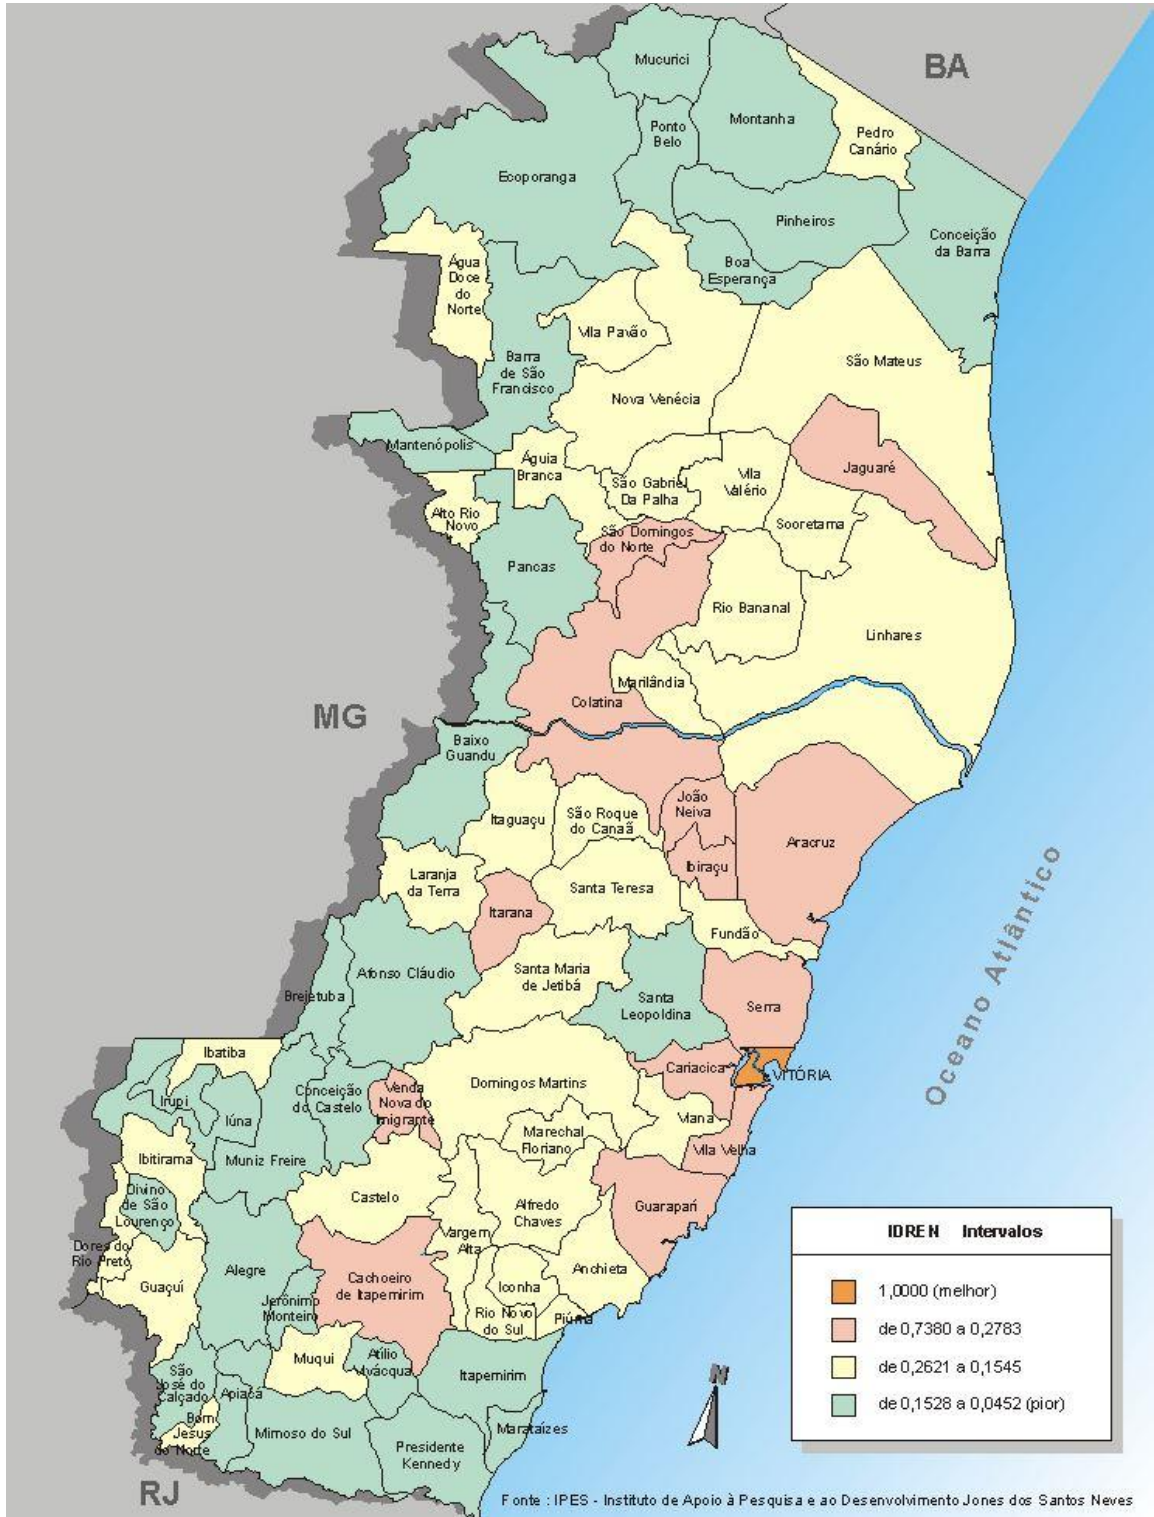 BA
Mucurici
Montanha
Ponto
Belo
Pedro
Canário
Ecoporanga
Pinheiros
Conceição
da Barra
Boa
Esperança
Água
Doce
do
Norte
Vila Pavão
Barra
de São
Francisco
São Mateus
Nova Venécia
Mantenópolis
Águia
Branca
Jaguaré
São Gabriel
Da Palha
Vila
Valério
Alto Rio
Novo
Sooretama
São Domingos
do Norte
Pancas
Rio Bananal
Linhares
Marilândia
Colatina
MG
Baixo
Guandu
João
Neiva
Itaguaçu
São Roque
do Canaã
Aracruz
Ibiraçu
Laranja
da Terra
Santa Teresa
Itarana
Fundão
Oceano Atlântico
Afonso Cláudio
Santa Maria
de Jetibá
Brejetuba
Santa
Leopoldina
Serra
Ibatiba
Cariacica
VITÓRIA
Domingos Martins
Conceição
do Castelo
Venda
Nova do
Imigrante
Irupi
Iúna
Viana
Marechal
Floriano
Vila Velha
Ibitirama
Muniz Freire
Divino
de São
Lourenço
Castelo
Alfredo
Chaves
Guarapari
Vargem
Alta
Dores do
Rio Preto
Guaçuí
Alegre
Cachoeiro
de Itapemirim
Anchieta
Iconha
Jerônimo
Monteiro
Rio Novo
do Sul
Piúma
Muqui
Atílio
Vivácqua
Itapemirim
São
José do
Calçado
Apiacá
Bom
Jesus
do Norte
Mimoso do Sul
Marataízes
Presidente
Kennedy
RJ
N
IDREN Intervalos
1,0000 (melhor)
de 0,7380 a 0,2783
de 0,2621 a 0,1545
de 0,1528 a 0,0452 (pior)
Fonte : IPES - Instituto de Apoio à Pesquisa e ao Desenvolvimento Jones dos Santos Neves